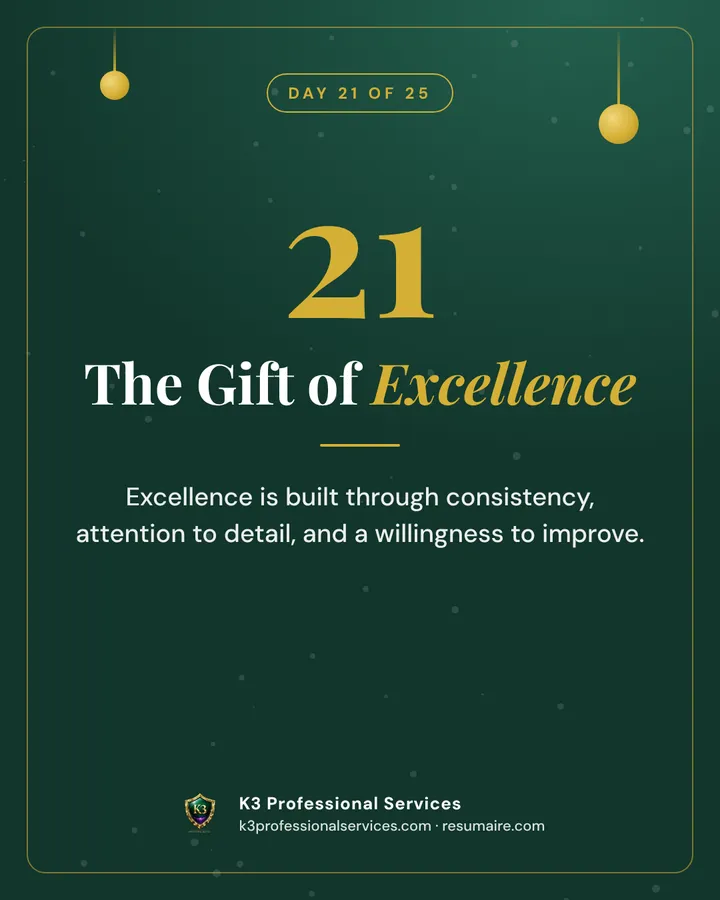 DAY 21 OF 25
21
The Gift of Excellence
Excellence is built through consistency,
attention to detail, and a willingness to improve.
K3
K3 Professional Services
k3professionalservices.com · resumaire.com